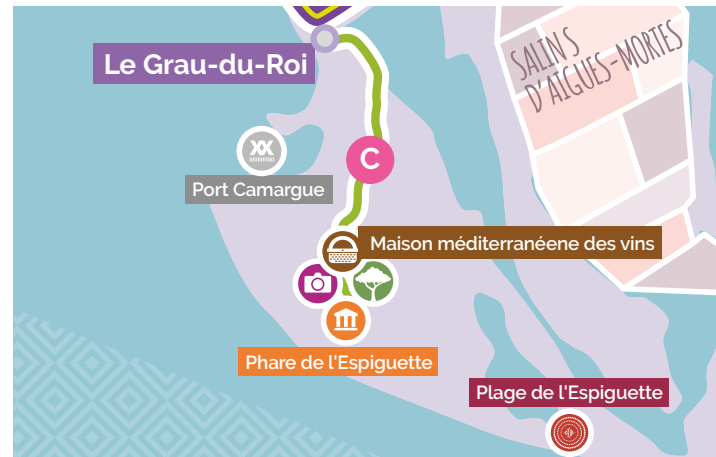 Le Grau-du-Roi
SALINS
D'AIGUES-MORTES
XX
Port Camargue
C
Maison méditerranéene des vins
Phare de l'Espiguette
Plage de l'Espiguette